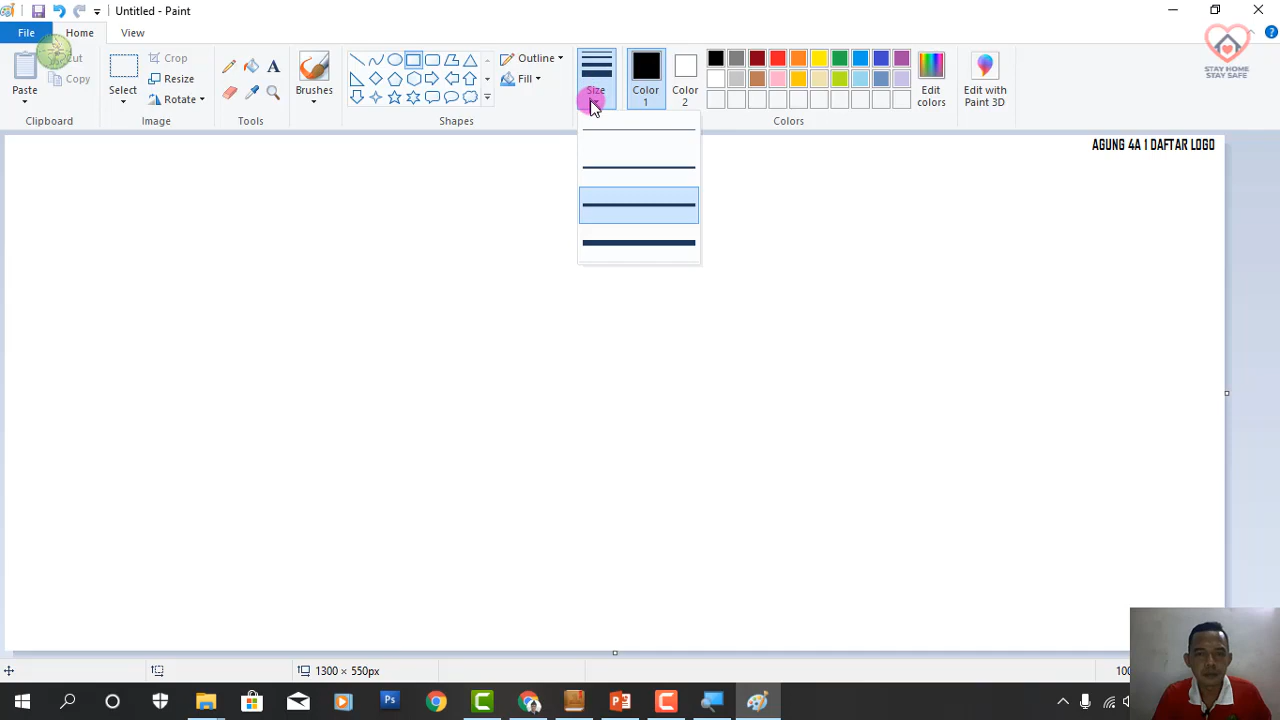 Untitled - Paint
File
Home
View
Paste
Cut
Copy
Clipboard
Select
Crop
Resize
Rotate
Image
Tools
Brushes
Outline
Fill
Shapes
Size
Color
1
Color
2
Edit
colors
Edit with
Paint 3D
Colors
STAY HOME
STAY SAFE
AGUNG 4A 1 DAFTAR LOGO
1300 × 550px
Ps